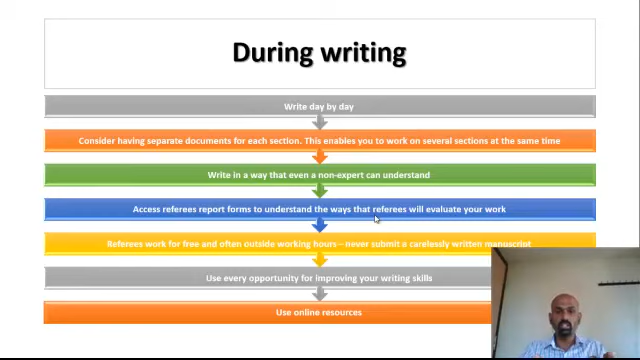 During writing
Write day by day
Consider having separate documents for each section. This enables you to work on several sections at the same time
Write in a way that even a non-expert can understand
Access referees report forms to understand the ways that referees will evaluate your work
Referees work for free and often outside working hours—never submit a carelessly written manuscript
Use every opportunity for improving your writing skills
Use online resources